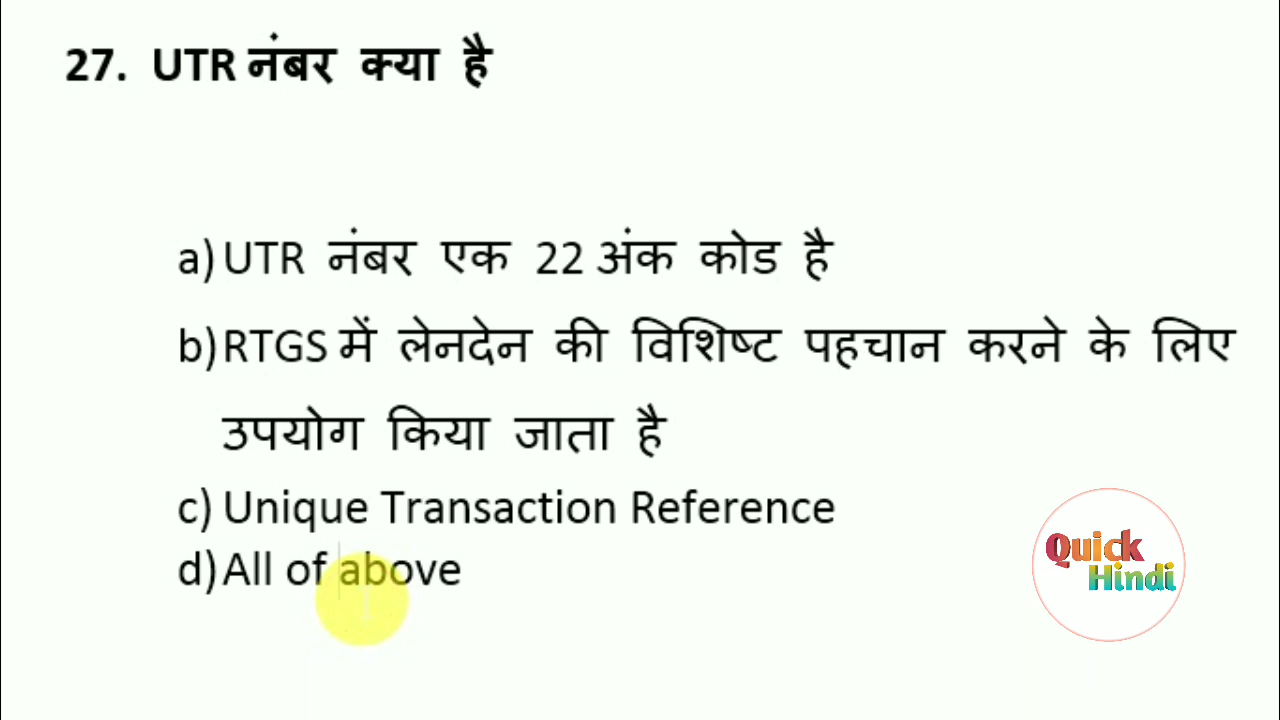 27. UTR नंबर क्या है
a) UTR नंबर एक 22 अंक कोड है
b) RTGS में लेनदेन की विशिष्ट पहचान करने के लिए
उपयोग किया जाता है
c) Unique Transaction Reference
d) All of above
Quick
Hindi